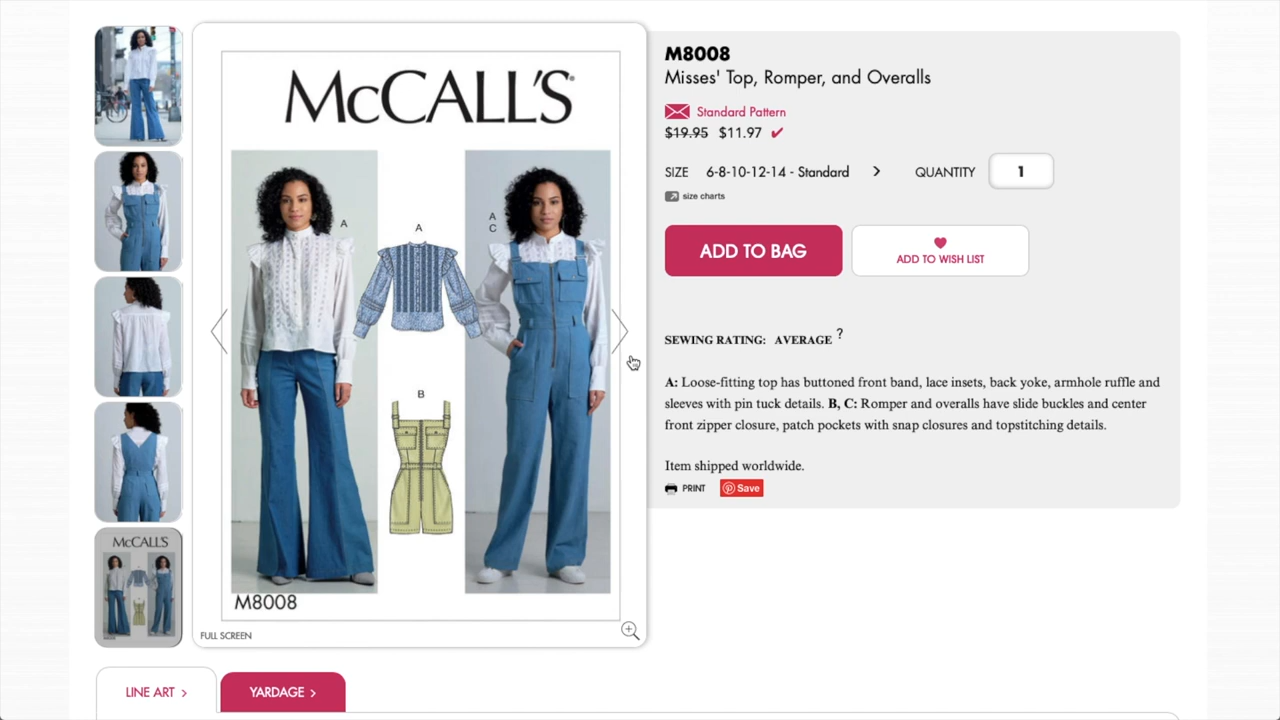 McCALL'S
A
A
A
C
B
M8008
FULL SCREEN
McCALL'S
M8008
Misses' Top, Romper, and Overalls
Standard Pattern
$19.95 $11.97 ✓
SIZE 6-8-10-12-14 - Standard > QUANTITY 1
size charts
ADD TO BAG
ADD TO WISH LIST
SEWING RATING: AVERAGE ?
A: Loose-fitting top has buttoned front band, lace insets, back yoke, armhole ruffle and
sleeves with pin tuck details. B, C: Romper and overalls have slide buckles and center
front zipper closure, patch pockets with snap closures and topstitching details.
Item shipped worldwide.
PRINT Save
LINE ART >
YARDAGE >